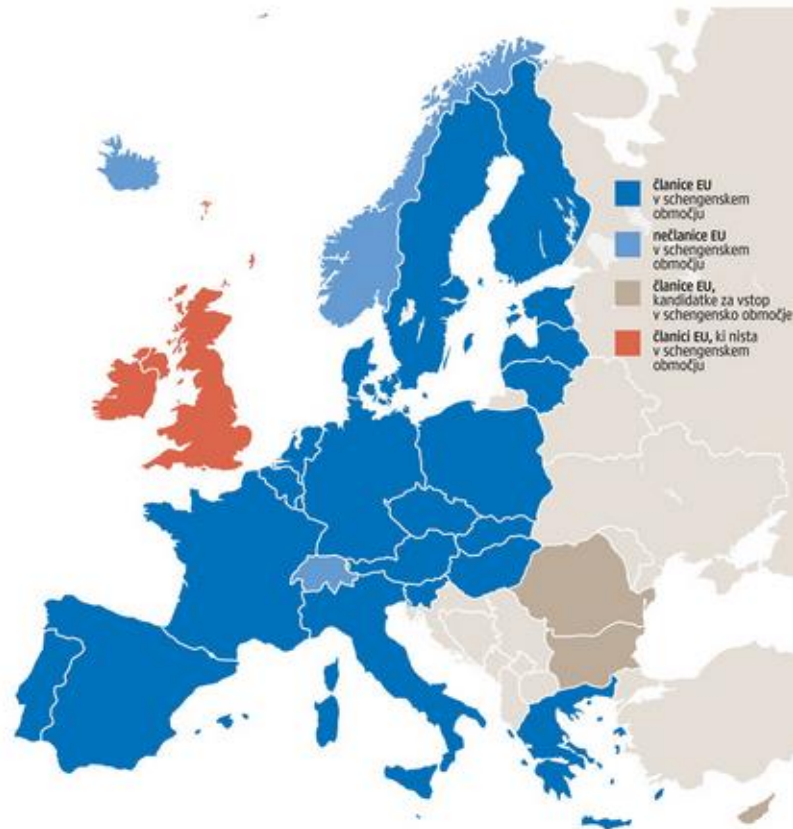 članice EU
v schengenskem
območju
nečlanice EU
v schengenskem
območju
članice EU,
kandidatke za vstop
v schengensko območje
članici EU, ki nista
v schengenskem
območju